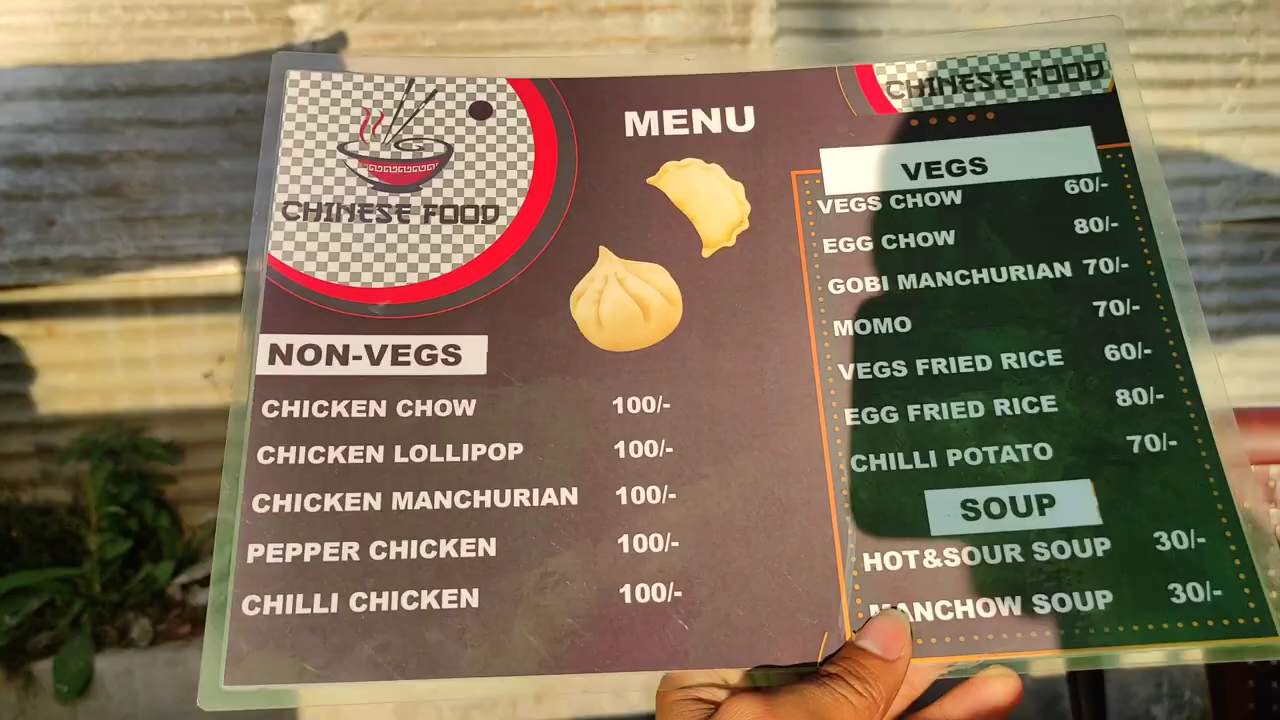 CHINESE FOOD
MENU
NON-VEGS
CHICKEN CHOW 100/-
CHICKEN LOLLIPOP 100/-
CHICKEN MANCHURIAN 100/-
PEPPER CHICKEN 100/-
CHILLI CHICKEN 100/-
CHINESE FOOD
VEGS
VEGS CHOW 60/-
EGG CHOW 80/-
GOBI MANCHURIAN 70/-
MOMO 70/-
VEGS FRIED RICE 60/-
EGG FRIED RICE 80/-
CHILLI POTATO 70/-
SOUP
HOT&SOUR SOUP 30/-
MANCHOW SOUP 30/-